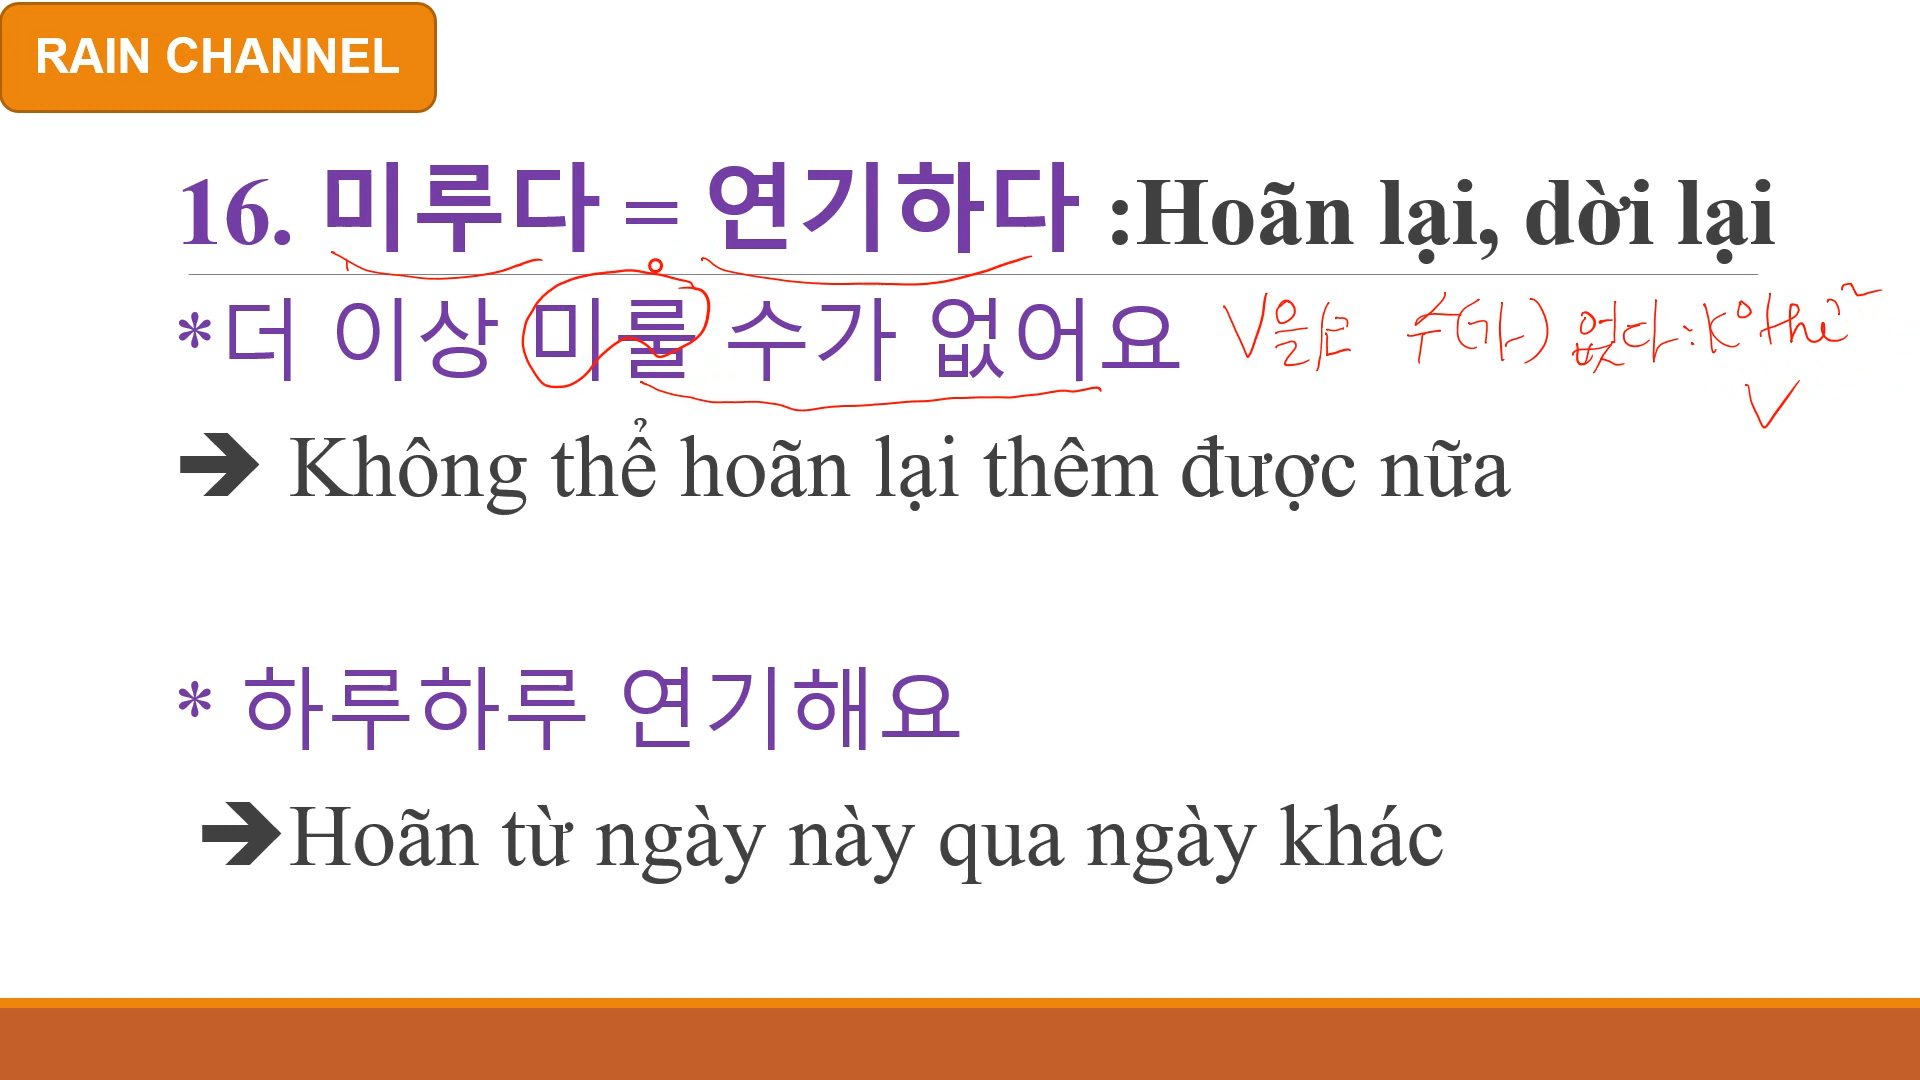 RAIN CHANNEL
16. 미루다 = 연기하다 :Hoãn lại, dời lại
*더 이상 미룰 수가 없어요 V을/ㄹ 수(가) 없다: K° thể
V
➔ Không thể hoãn lại thêm được nữa
* 하루하루 연기해요
➔Hoãn từ ngày này qua ngày khác